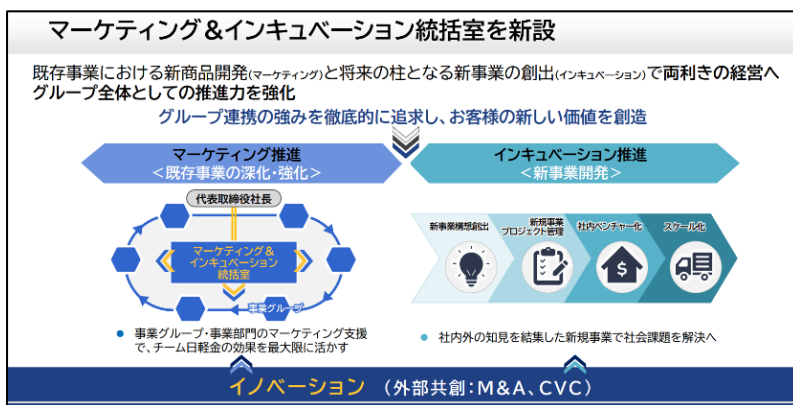 マーケティング＆インキュベーション統括室を新設
既存事業における新商品開発(マーケティング)と将来の柱となる新事業の創出(インキュベーション)で両利きの経営へ
グループ全体としての推進力を強化
グループ連携の強みを徹底的に追求し、お客様の新しい価値を創造
マーケティング推進
＜既存事業の深化・強化＞
代表取締役社長
マーケティング＆
インキュベーション
統括室
事業グループ
● 事業グループ・事業部門のマーケティング支援
で、チーム日軽金の効果を最大限に活かす
インキュベーション推進
＜新事業開発＞
新事業構想創出
新規事業
プロジェクト管理
社内ベンチャー化
スケール化
$
● 社内外の知見を結集した新規事業で社会課題を解決へ
イノベーション （外部共創：M&A、CVC）